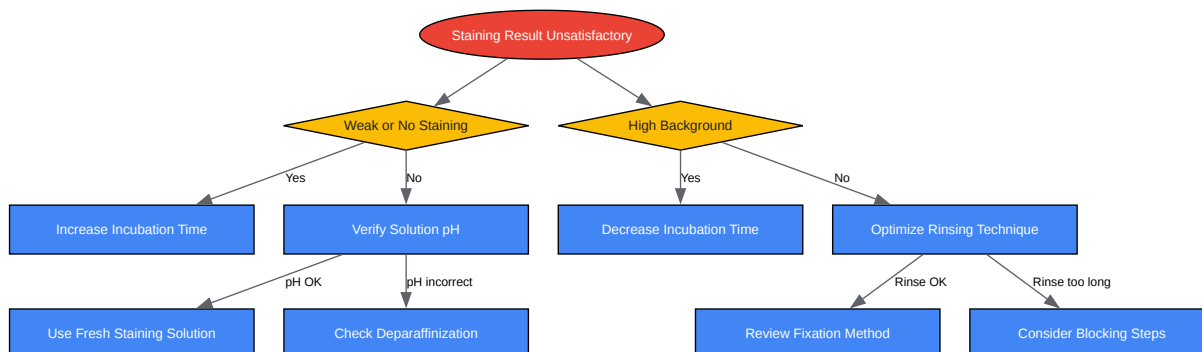 Staining Result Unsatisfactory
Weak or No Staining
High Background
Yes
No
Yes
No
Increase Incubation Time
Verify Solution pH
Decrease Incubation Time
Optimize Rinsing Technique
pH OK
pH incorrect
Rinse OK
Rinse too long
Use Fresh Staining Solution
Check Deparaffinization
Review Fixation Method
Consider Blocking Steps